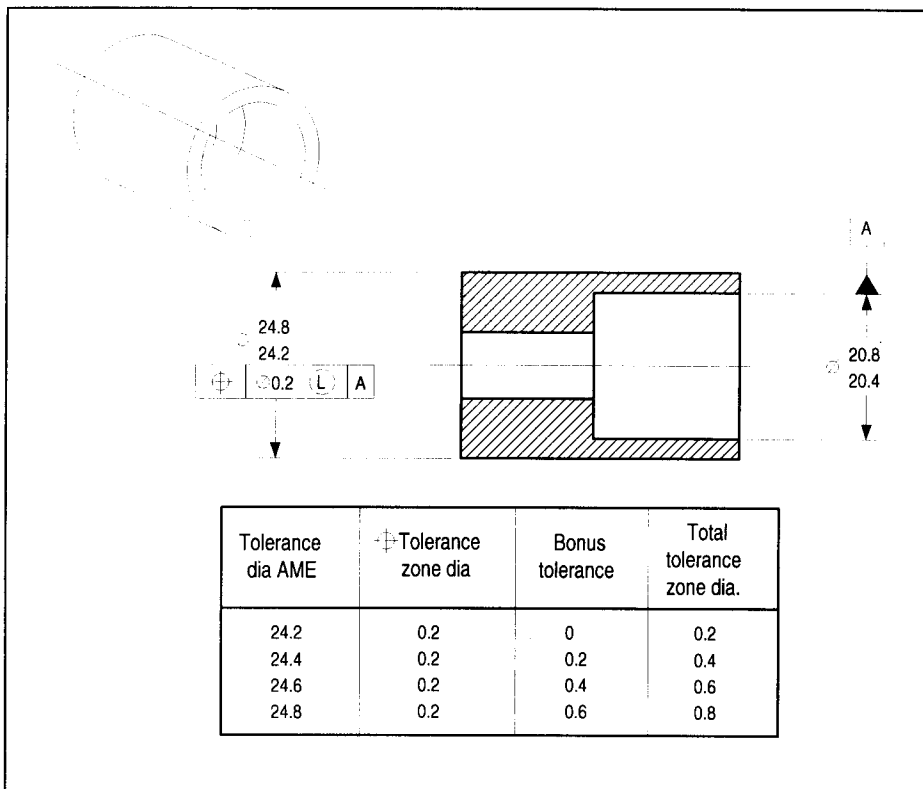 A
⌀ 24.8
24.2
⌖ ⌀0.2 Ⓛ A
⌀ 20.8
20.4
Tolerance dia AME
⌖Tolerance zone dia
Bonus tolerance
Total tolerance zone dia.
24.2 0.2 0 0.2
24.4 0.2 0.2 0.4
24.6 0.2 0.4 0.6
24.8 0.2 0.6 0.8